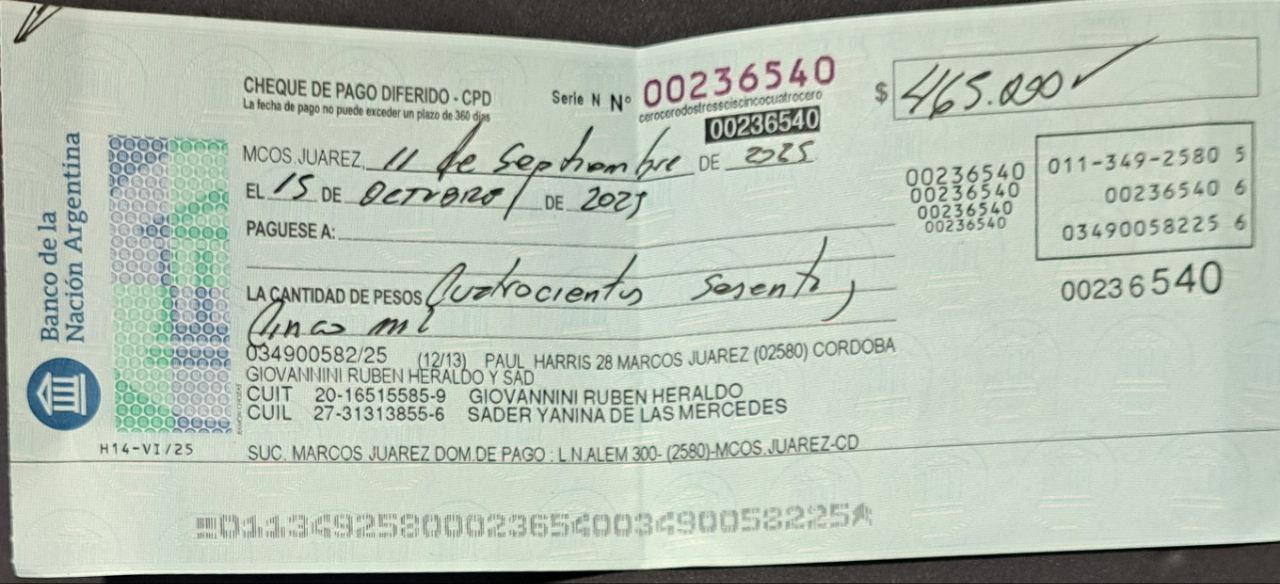 CHEQUE DE PAGO DIFERIDO - CPD
La fecha de pago no puede exceder un plazo de 360 días
Serie N Nº 00236540
cerocerodostresseiscincocuatrocero
00236540
$ 465.000
MCOS.JUAREZ, 11 de Septiembre DE 2025
EL 15 DE OCTUBRE DE 2025
PAGUESE A:
LA CANTIDAD DE PESOS Cuatrocientos Sesenta y
Cinco mil
00236540
00236540
00236540
00236540
011-349-2580 5
00236540 6
03490058225 6
00236540
Banco de la
Nación Argentina
034900582/25 (12/13) PAUL HARRIS 28 MARCOS JUAREZ (02580) CORDOBA
GIOVANNINI RUBEN HERALDO Y SAD
CUIT 20-16515585-9 GIOVANNINI RUBEN HERALDO
CUIL 27-31313855-6 SADER YANINA DE LAS MERCEDES
H14-VI/25
SUC. MARCOS JUAREZ DOM.DE PAGO : L.N.ALEM 300- (2580)-MCOS.JUAREZ-CD
01134925800023654003490058225